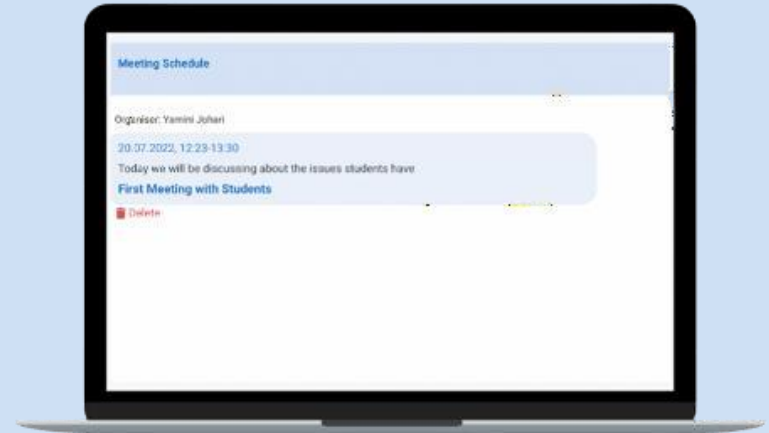 Meeting Schedule
Organiser: Yamini Johari
20.07.2022, 12:23-13:30
Today we will be discussing about the issues students have
First Meeting with Students
Delete